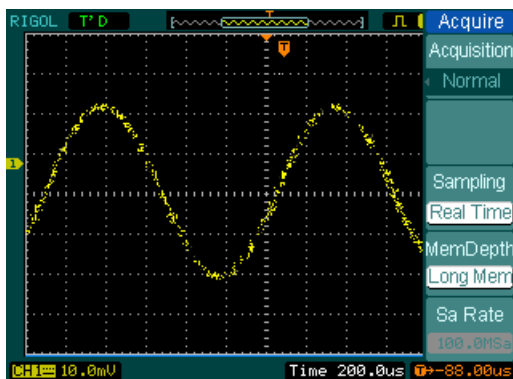 RIGOL T'D T Acquire
T
Acquisition
Normal
1
Sampling
Real Time
MemDepth
Long Mem
Sa Rate
100.0MSa
CH1 10.0mV Time 200.0us T→-88.00us